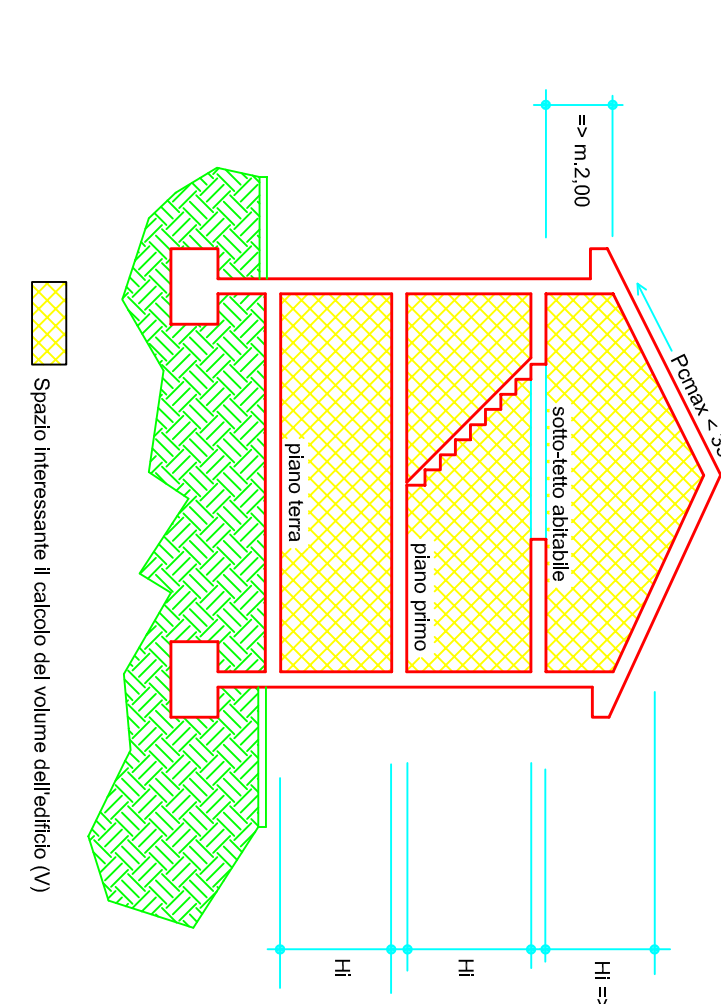 => m.2,00
Pcmax <
sotto-tetto abitabile
piano primo
piano terra
Hi =>
Hi
Hi
Spazio interessante il calcolo del volume dell'edificio (V)